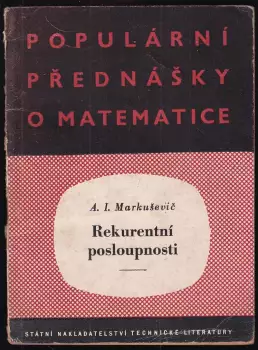 POPULÁRNÍ
PŘEDNÁŠKY
O MATEMATICE
A. I. Markuševič
Rekurentní
posloupnosti
STÁTNÍ NAKLADATELSTVÍ TECHNICKÉ LITERATURY